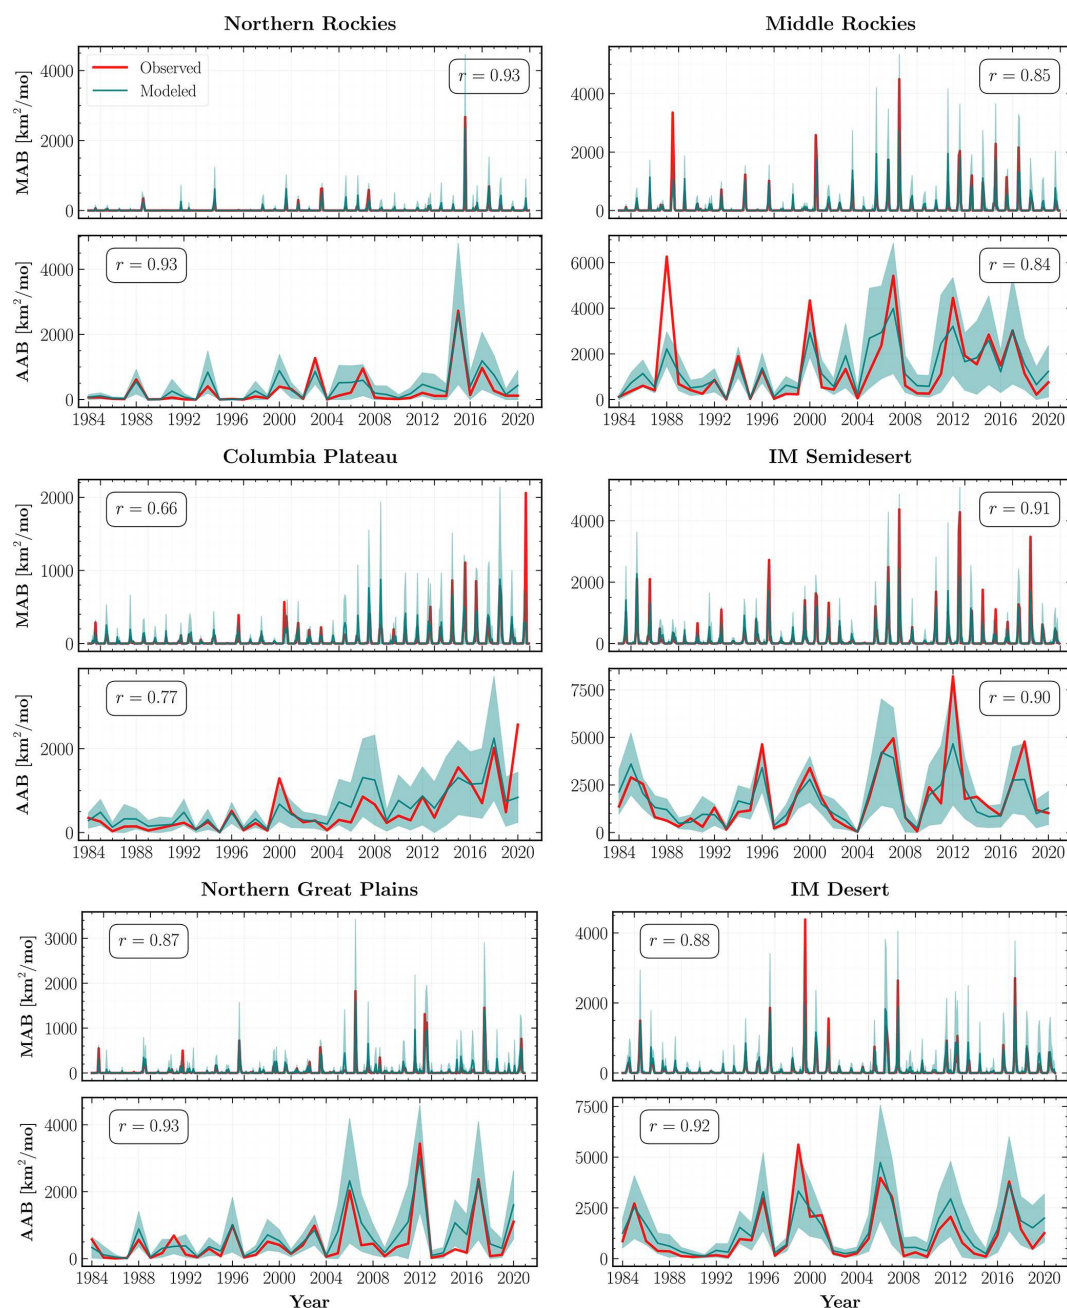 Northern Rockies
MAB [km²/mo]
4000
2000
0
Observed
Modeled
r = 0.93
AAB [km²/mo]
4000
2000
0
r = 0.93
1984 1988 1992 1996 2000 2004 2008 2012 2016 2020
Middle Rockies
4000
2000
0
r = 0.85
6000
4000
2000
0
r = 0.84
1984 1988 1992 1996 2000 2004 2008 2012 2016 2020
Columbia Plateau
MAB [km²/mo]
2000
1000
0
r = 0.66
AAB [km²/mo]
2000
0
r = 0.77
1984 1988 1992 1996 2000 2004 2008 2012 2016 2020
IM Semidesert
4000
2000
0
r = 0.91
7500
5000
2500
0
r = 0.90
1984 1988 1992 1996 2000 2004 2008 2012 2016 2020
Northern Great Plains
MAB [km²/mo]
3000
2000
1000
0
r = 0.87
AAB [km²/mo]
4000
2000
0
r = 0.93
1984 1988 1992 1996 2000 2004 2008 2012 2016 2020
Year
IM Desert
4000
2000
0
r = 0.88
7500
5000
2500
0
r = 0.92
1984 1988 1992 1996 2000 2004 2008 2012 2016 2020
Year